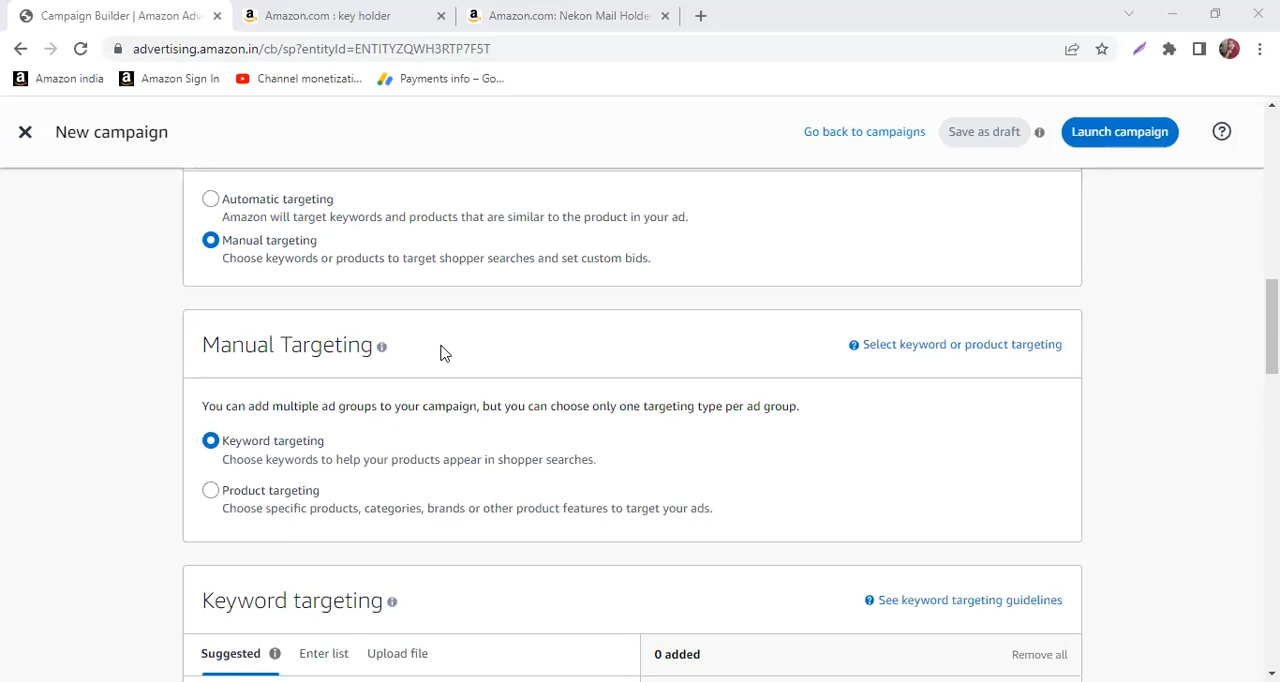 Campaign Builder | Amazon Adv
Amazon.com : key holder
Amazon.com: Nekon Mail Holde
advertising.amazon.in/cb/sp?entityId=ENTITYZQWH3RTP7F5T
Amazon india
Amazon Sign In
Channel monetizati...
Payments info – Go...
New campaign
Go back to campaigns
Save as draft
Launch campaign
Automatic targeting
Amazon will target keywords and products that are similar to the product in your ad.
Manual targeting
Choose keywords or products to target shopper searches and set custom bids.
Manual Targeting
Select keyword or product targeting
You can add multiple ad groups to your campaign, but you can choose only one targeting type per ad group.
Keyword targeting
Choose keywords to help your products appear in shopper searches.
Product targeting
Choose specific products, categories, brands or other product features to target your ads.
Keyword targeting
See keyword targeting guidelines
Suggested
Enter list
Upload file
0 added
Remove all